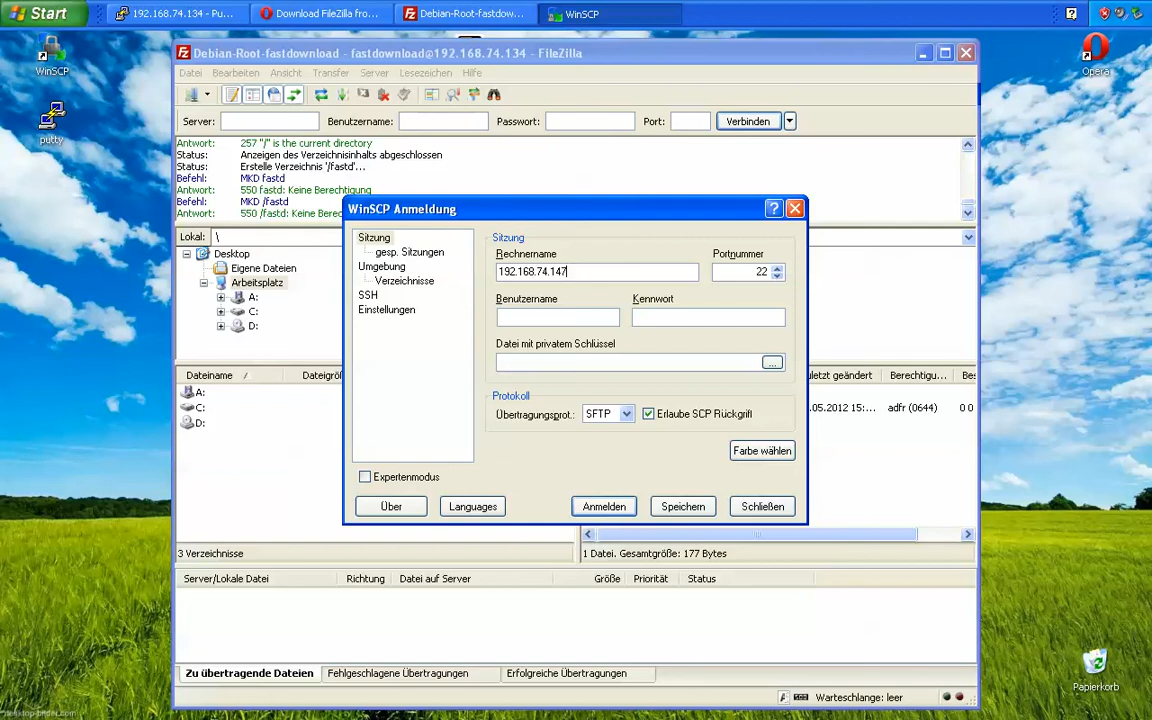 Start
192.168.74.134 - Pu...
Download FileZilla fro...
Debian-Root-fastdow...
WinSCP
WinSCP
putty
Opera
Papierkorb
Debian-Root-fastdownload - fastdownload@192.168.74.134 - FileZilla
Datei Bearbeiten Ansicht Transfer Server Lesezeichen Hilfe
Server: Benutzername: Passwort: Port: Verbinden
Antwort: 257 "/" is the current directory
Status: Anzeigen des Verzeichnisinhalts abgeschlossen
Status: Erstelle Verzeichnis '/fastd'...
Befehl: MKD fastd
Antwort: 550 fastd: Keine Berechtigung
Befehl: MKD /fastd
Antwort: 550 /fastd: Keine Bere
Lokal: \
Desktop
Eigene Dateien
Arbeitsplatz
A:
C:
D:
Dateiname Dateigrö
A:
C:
D:
3 Verzeichnisse
WinSCP Anmeldung
Sitzung
gesp. Sitzungen
Umgebung
Verzeichnisse
SSH
Einstellungen
Sitzung
Rechnername Portnummer
192.168.74.147 22
Benutzername Kennwort
Datei mit privatem Schlüssel
...
Protokoll
Übertragungsprot.: SFTP Erlaube SCP Rückgriff
Farbe wählen
Expertenmodus
Über Languages Anmelden Speichern Schließen
letzt geändert Berechtigu... Be
.05.2012 15:... adfr (0644) 0 0
1 Datei. Gesamtgröße: 177 Bytes
Server/Lokale Datei Richtung Datei auf Server Größe Priorität Status
Zu übertragende Dateien Fehlgeschlagene Übertragungen Erfolgreiche Übertragungen
Warteschlange: leer